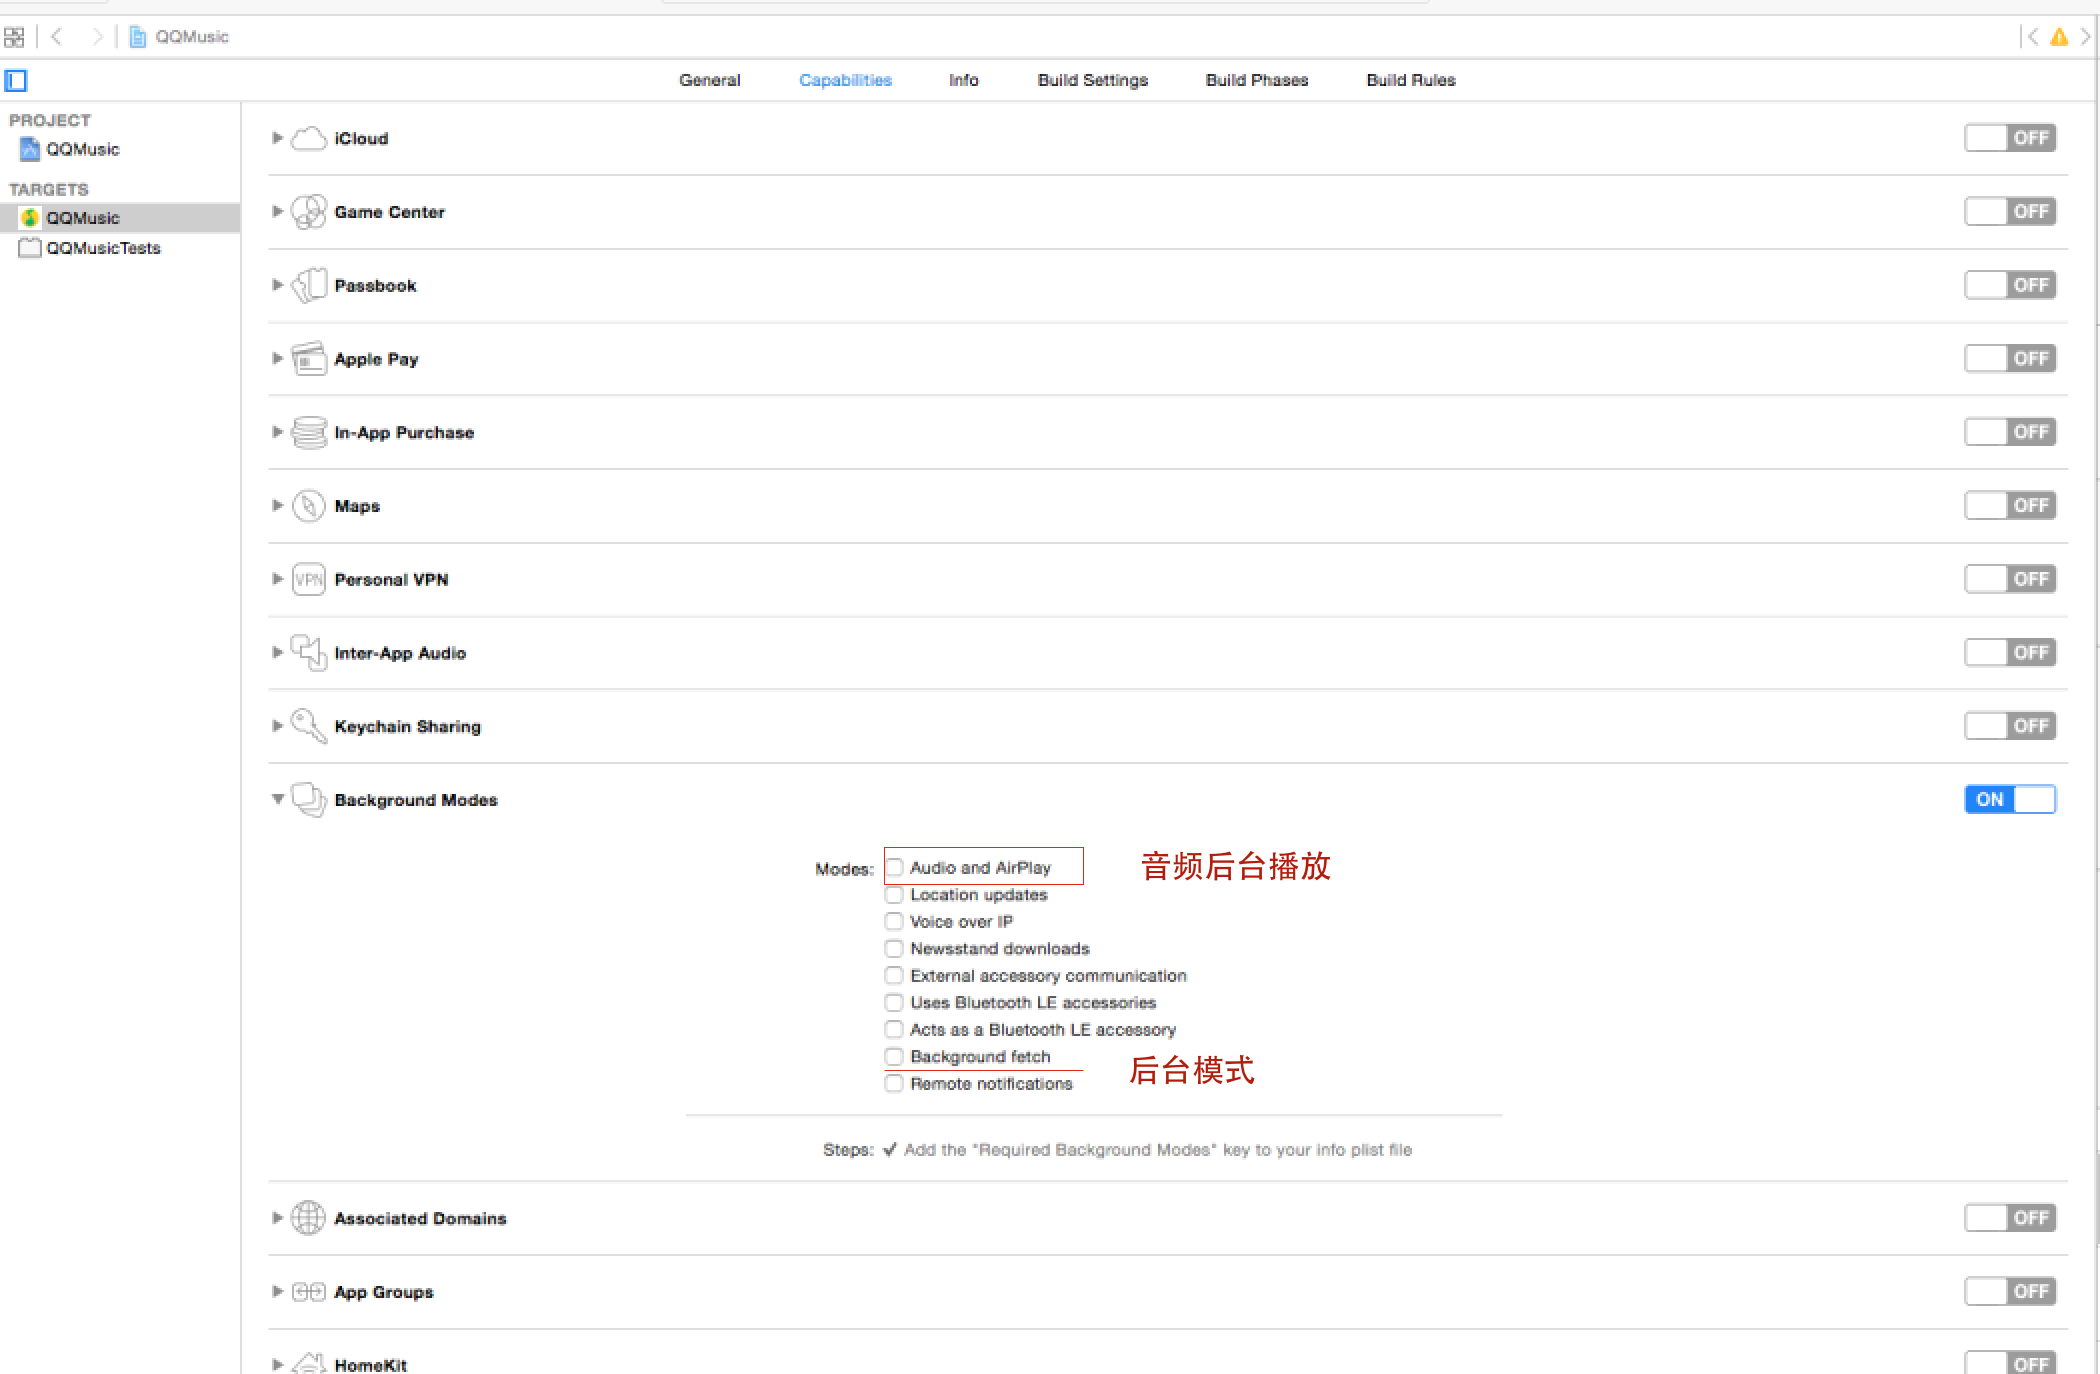 QQMusic
General Capabilities Info Build Settings Build Phases Build Rules
PROJECT
QQMusic
TARGETS
QQMusic
QQMusicTests
iCloud OFF
Game Center OFF
Passbook OFF
Apple Pay OFF
In-App Purchase OFF
Maps OFF
VPN Personal VPN OFF
Inter-App Audio OFF
Keychain Sharing OFF
Background Modes ON
Modes: Audio and AirPlay 音频后台播放
Location updates
Voice over IP
Newsstand downloads
External accessory communication
Uses Bluetooth LE accessories
Acts as a Bluetooth LE accessory
Background fetch 后台模式
Remote notifications
Steps: ✓ Add the "Required Background Modes" key to your info plist file
Associated Domains OFF
App Groups OFF
HomeKit OFF